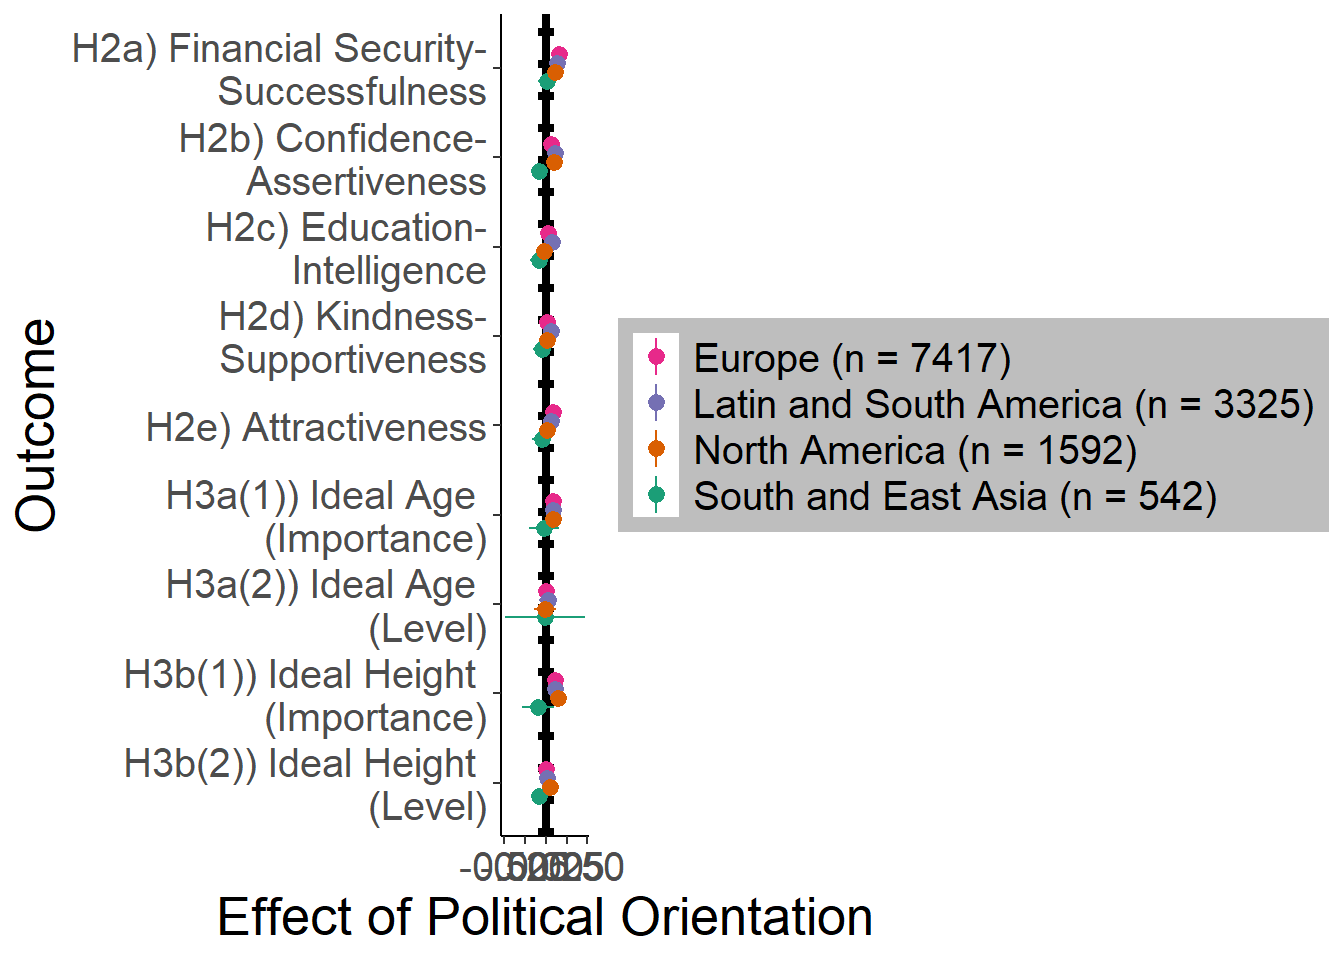 H2a) Financial Security-
Successfulness
H2b) Confidence-
Assertiveness
H2c) Education-
Intelligence
H2d) Kindness-
Supportiveness
H2e) Attractiveness
H3a(1)) Ideal Age
(Importance)
H3a(2)) Ideal Age
(Level)
H3b(1)) Ideal Height
(Importance)
H3b(2)) Ideal Height
(Level)
Outcome
Effect of Political Orientation
Europe (n = 7417)
Latin and South America (n = 3325)
North America (n = 1592)
South and East Asia (n = 542)